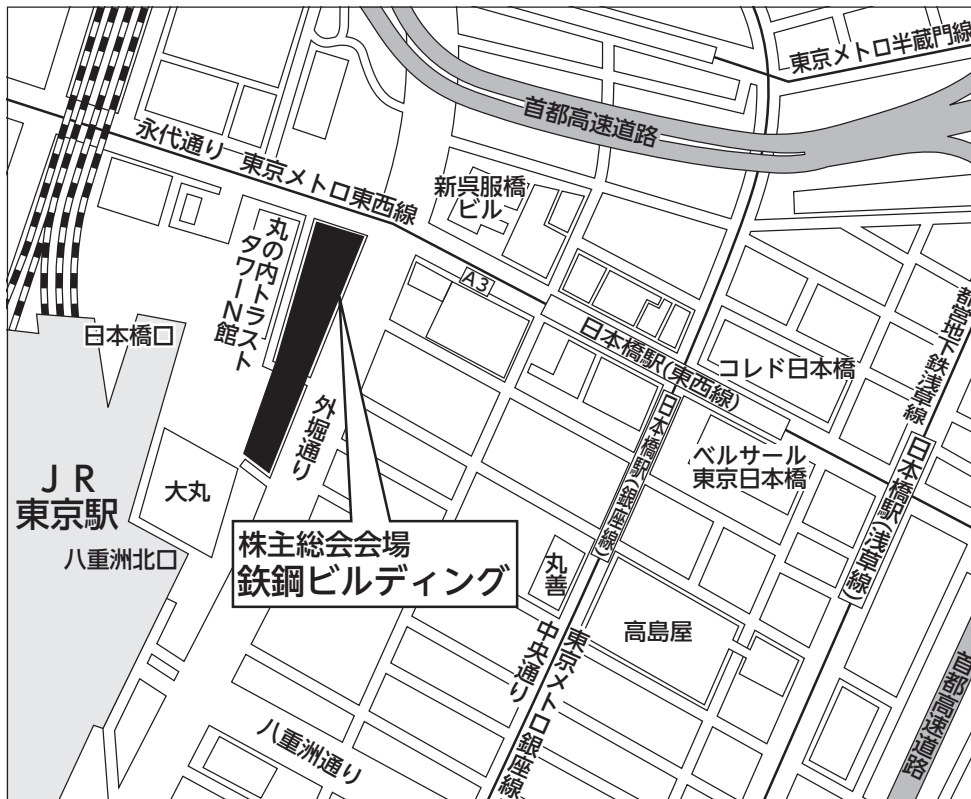 東京メトロ半蔵門線
首都高速道路
永代通り
東京メトロ東西線
新呉服橋
ビル
丸の内トラスト
タワーN館
A3
日本橋口
日本橋駅(東西線)
コレド日本橋
都営地下鉄浅草線
外堀通り
日本橋駅(銀座線)
ベルサール
東京日本橋
日本橋駅(浅草線)
JR
東京駅
大丸
八重洲北口
株主総会会場
鉄鋼ビルディング
丸善
高島屋
中央通り
東京メトロ銀座線
首都高速道路
八重洲通り